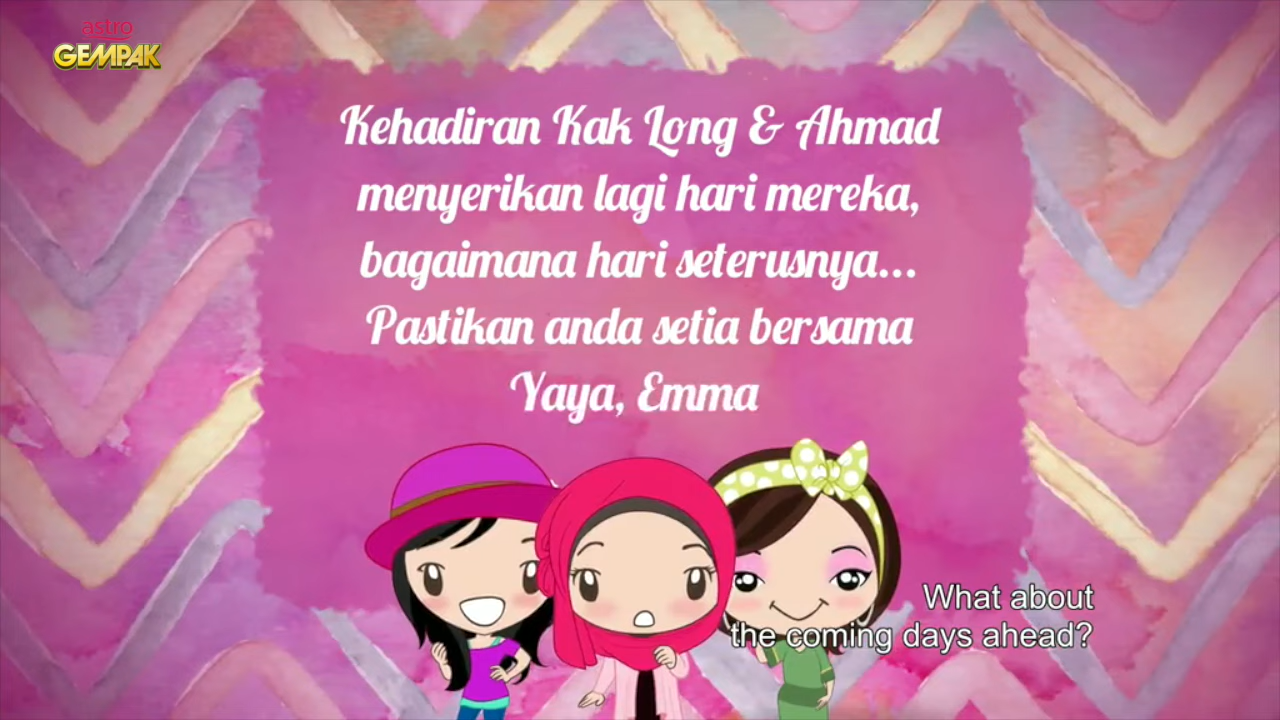 astro
GEMPAK
Kehadiran Kak Long & Ahmad
menyerikan lagi hari mereka,
bagaimana hari seterusnya...
Pastikan anda setia bersama
Yaya, Emma
What about
the coming days ahead?